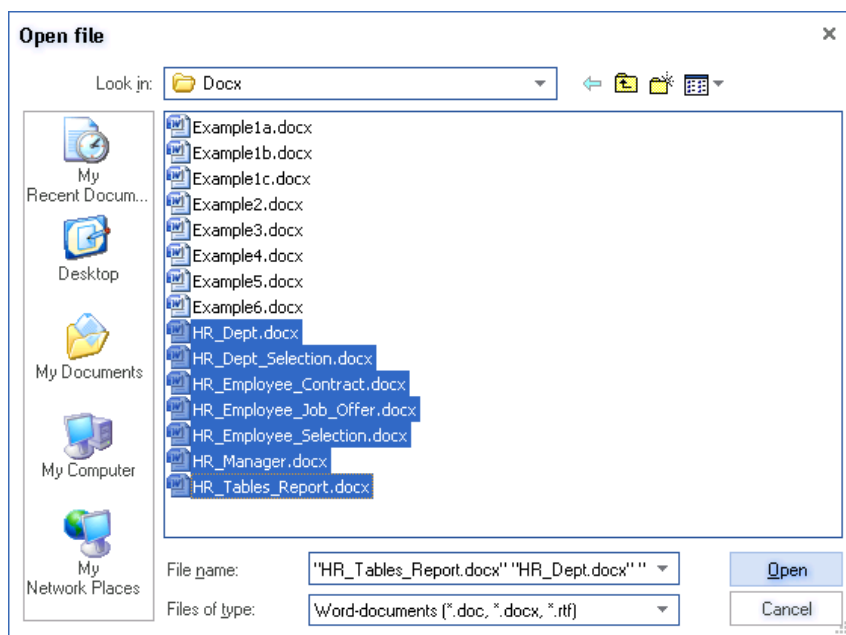 Open file
Look in: Docx
My
Recent Docum...
Desktop
My Documents
My Computer
My
Network Places
Example1a.docx
Example1b.docx
Example1c.docx
Example2.docx
Example3.docx
Example4.docx
Example5.docx
Example6.docx
HR_Dept.docx
HR_Dept_Selection.docx
HR_Employee_Contract.docx
HR_Employee_Job_Offer.docx
HR_Employee_Selection.docx
HR_Manager.docx
HR_Tables_Report.docx
File name: "HR_Tables_Report.docx" "HR_Dept.docx" " Open
Files of type: Word-documents (*.doc, *.docx, *.rtf) Cancel